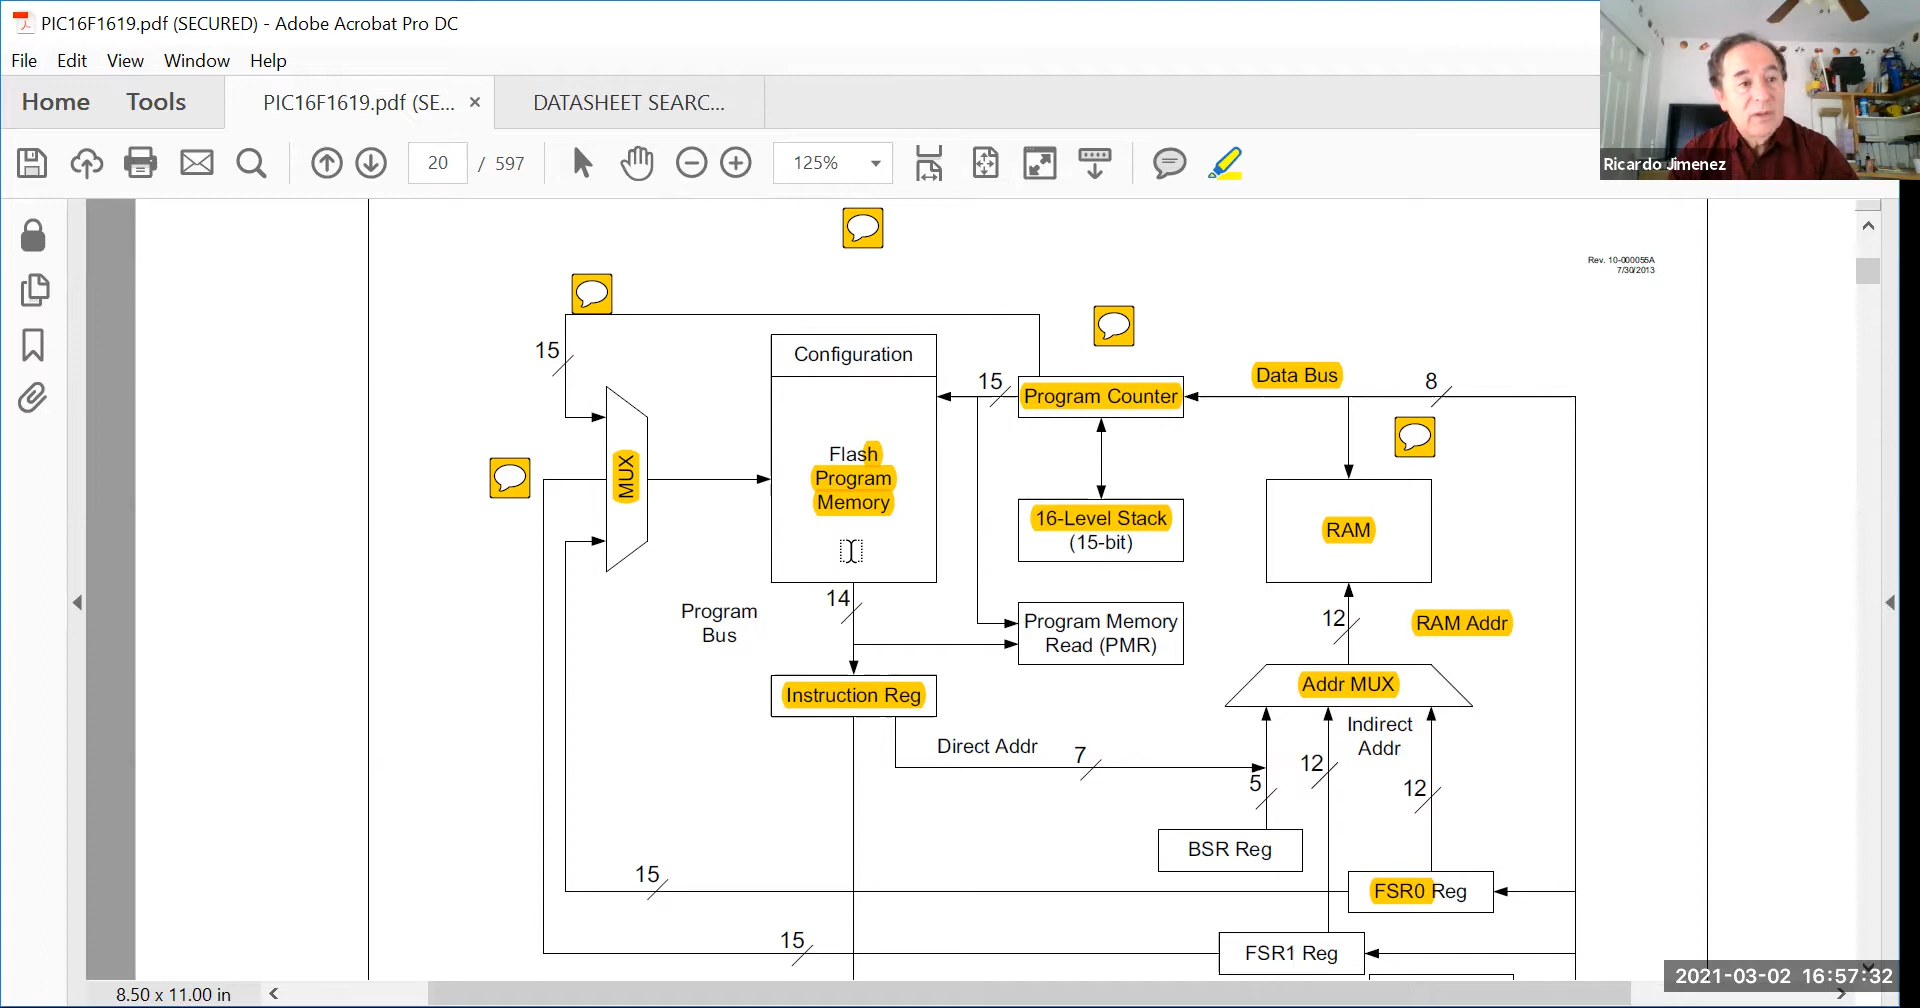 PIC16F1619.pdf (SECURED) - Adobe Acrobat Pro DC
File Edit View Window Help
Home Tools PIC16F1619.pdf (SE... × DATASHEET SEARC...
20 / 597 125%
Ricardo Jimenez
Rev. 10-000055A
7/30/2013
15
Configuration
15
Program Counter
Data Bus
8
MUX
Flash
Program
Memory
16-Level Stack
(15-bit)
RAM
14
Program
Bus
Program Memory
Read (PMR)
12
RAM Addr
Instruction Reg
Addr MUX
Indirect
Addr
Direct Addr
7
5
12
12
BSR Reg
15
FSR0 Reg
15
FSR1 Reg
2021-03-02 16:57:32
8.50 x 11.00 in